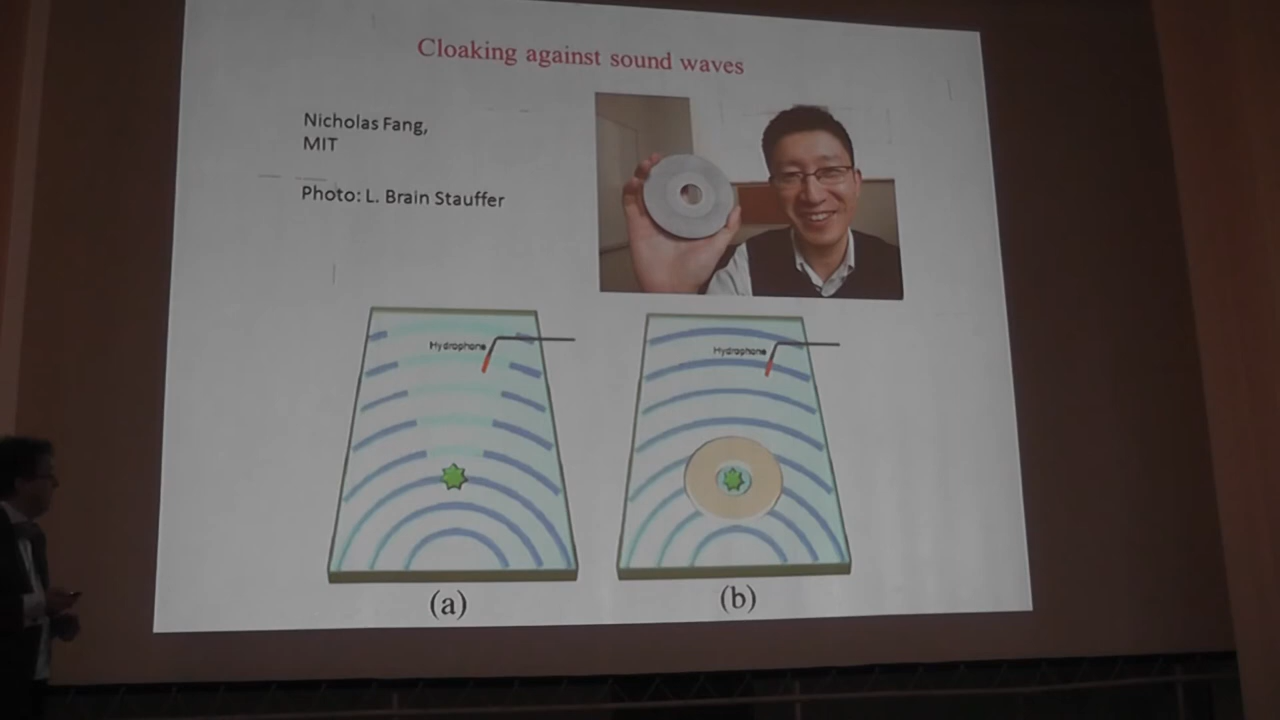 Cloaking against sound waves
Nicholas Fang,
MIT
Photo: L. Brain Stauffer
Hydrophone
Hydrophone
(a)
(b)